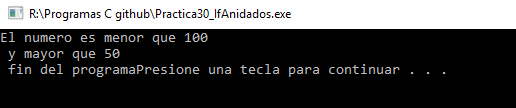 R:\Programas C github\Practica30_IfAnidados.exe
El numero es menor que 100
 y mayor que 50
 fin del programaPresione una tecla para continuar . . .